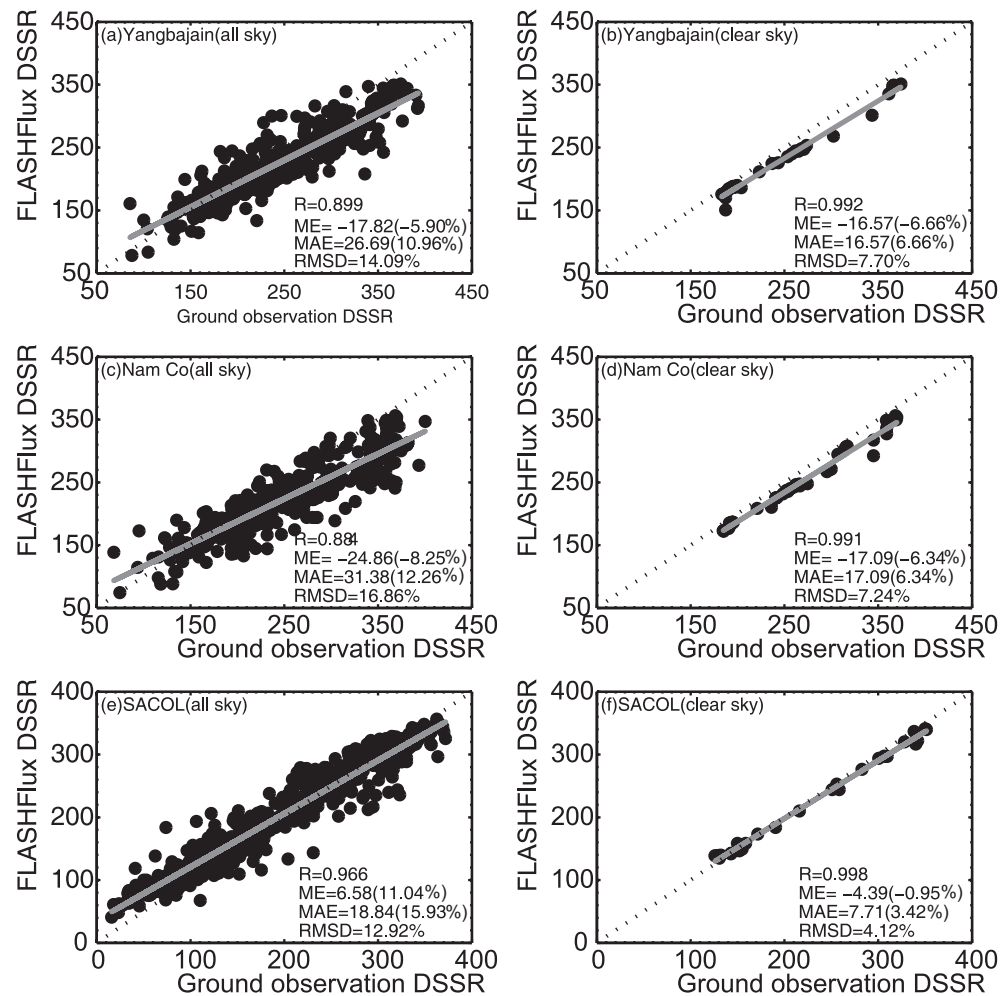 (a)Yangbajain(all sky)
FLASHFlux DSSR
450
350
250
150
50
R=0.899
ME= −17.82(−5.90%)
MAE=26.69(10.96%)
RMSD=14.09%
50 150 250 350 450
Ground observation DSSR
(b)Yangbajain(clear sky)
FLASHFlux DSSR
450
350
250
150
50
R=0.992
ME= −16.57(−6.66%)
MAE=16.57(6.66%)
RMSD=7.70%
50 150 250 350 450
Ground observation DSSR
(c)Nam Co(all sky)
FLASHFlux DSSR
450
350
250
150
50
R=0.884
ME= −24.86(−8.25%)
MAE=31.38(12.26%)
RMSD=16.86%
50 150 250 350 450
Ground observation DSSR
(d)Nam Co(clear sky)
FLASHFlux DSSR
450
350
250
150
50
R=0.991
ME= −17.09(−6.34%)
MAE=17.09(6.34%)
RMSD=7.24%
50 150 250 350 450
Ground observation DSSR
(e)SACOL(all sky)
FLASHFlux DSSR
400
300
200
100
0
R=0.966
ME=6.58(11.04%)
MAE=18.84(15.93%)
RMSD=12.92%
0 100 200 300 400
Ground observation DSSR
(f)SACOL(clear sky)
FLASHFlux DSSR
400
300
200
100
0
R=0.998
ME= −4.39(−0.95%)
MAE=7.71(3.42%)
RMSD=4.12%
0 100 200 300 400
Ground observation DSSR